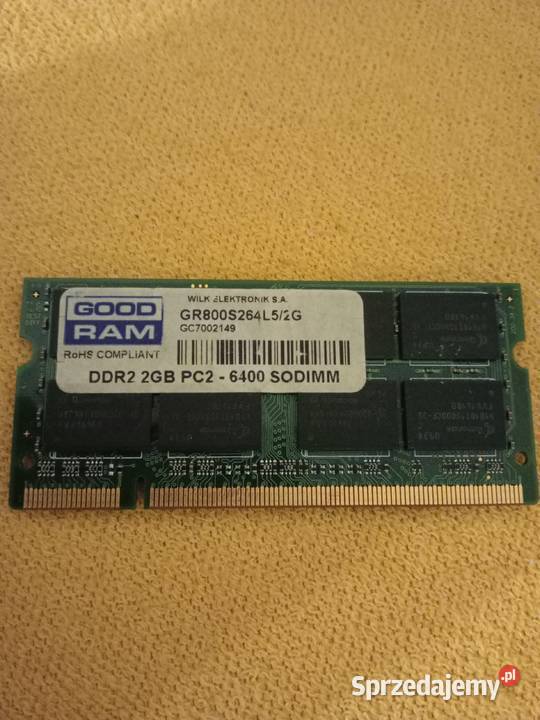 WILK ELEKTRONIK S.A.
GOOD RAM
GR800S264L5/2G
GC7002149
RoHS COMPLIANT
DDR2 2GB PC2 - 6400 SODIMM
Sprzedajemy.pl